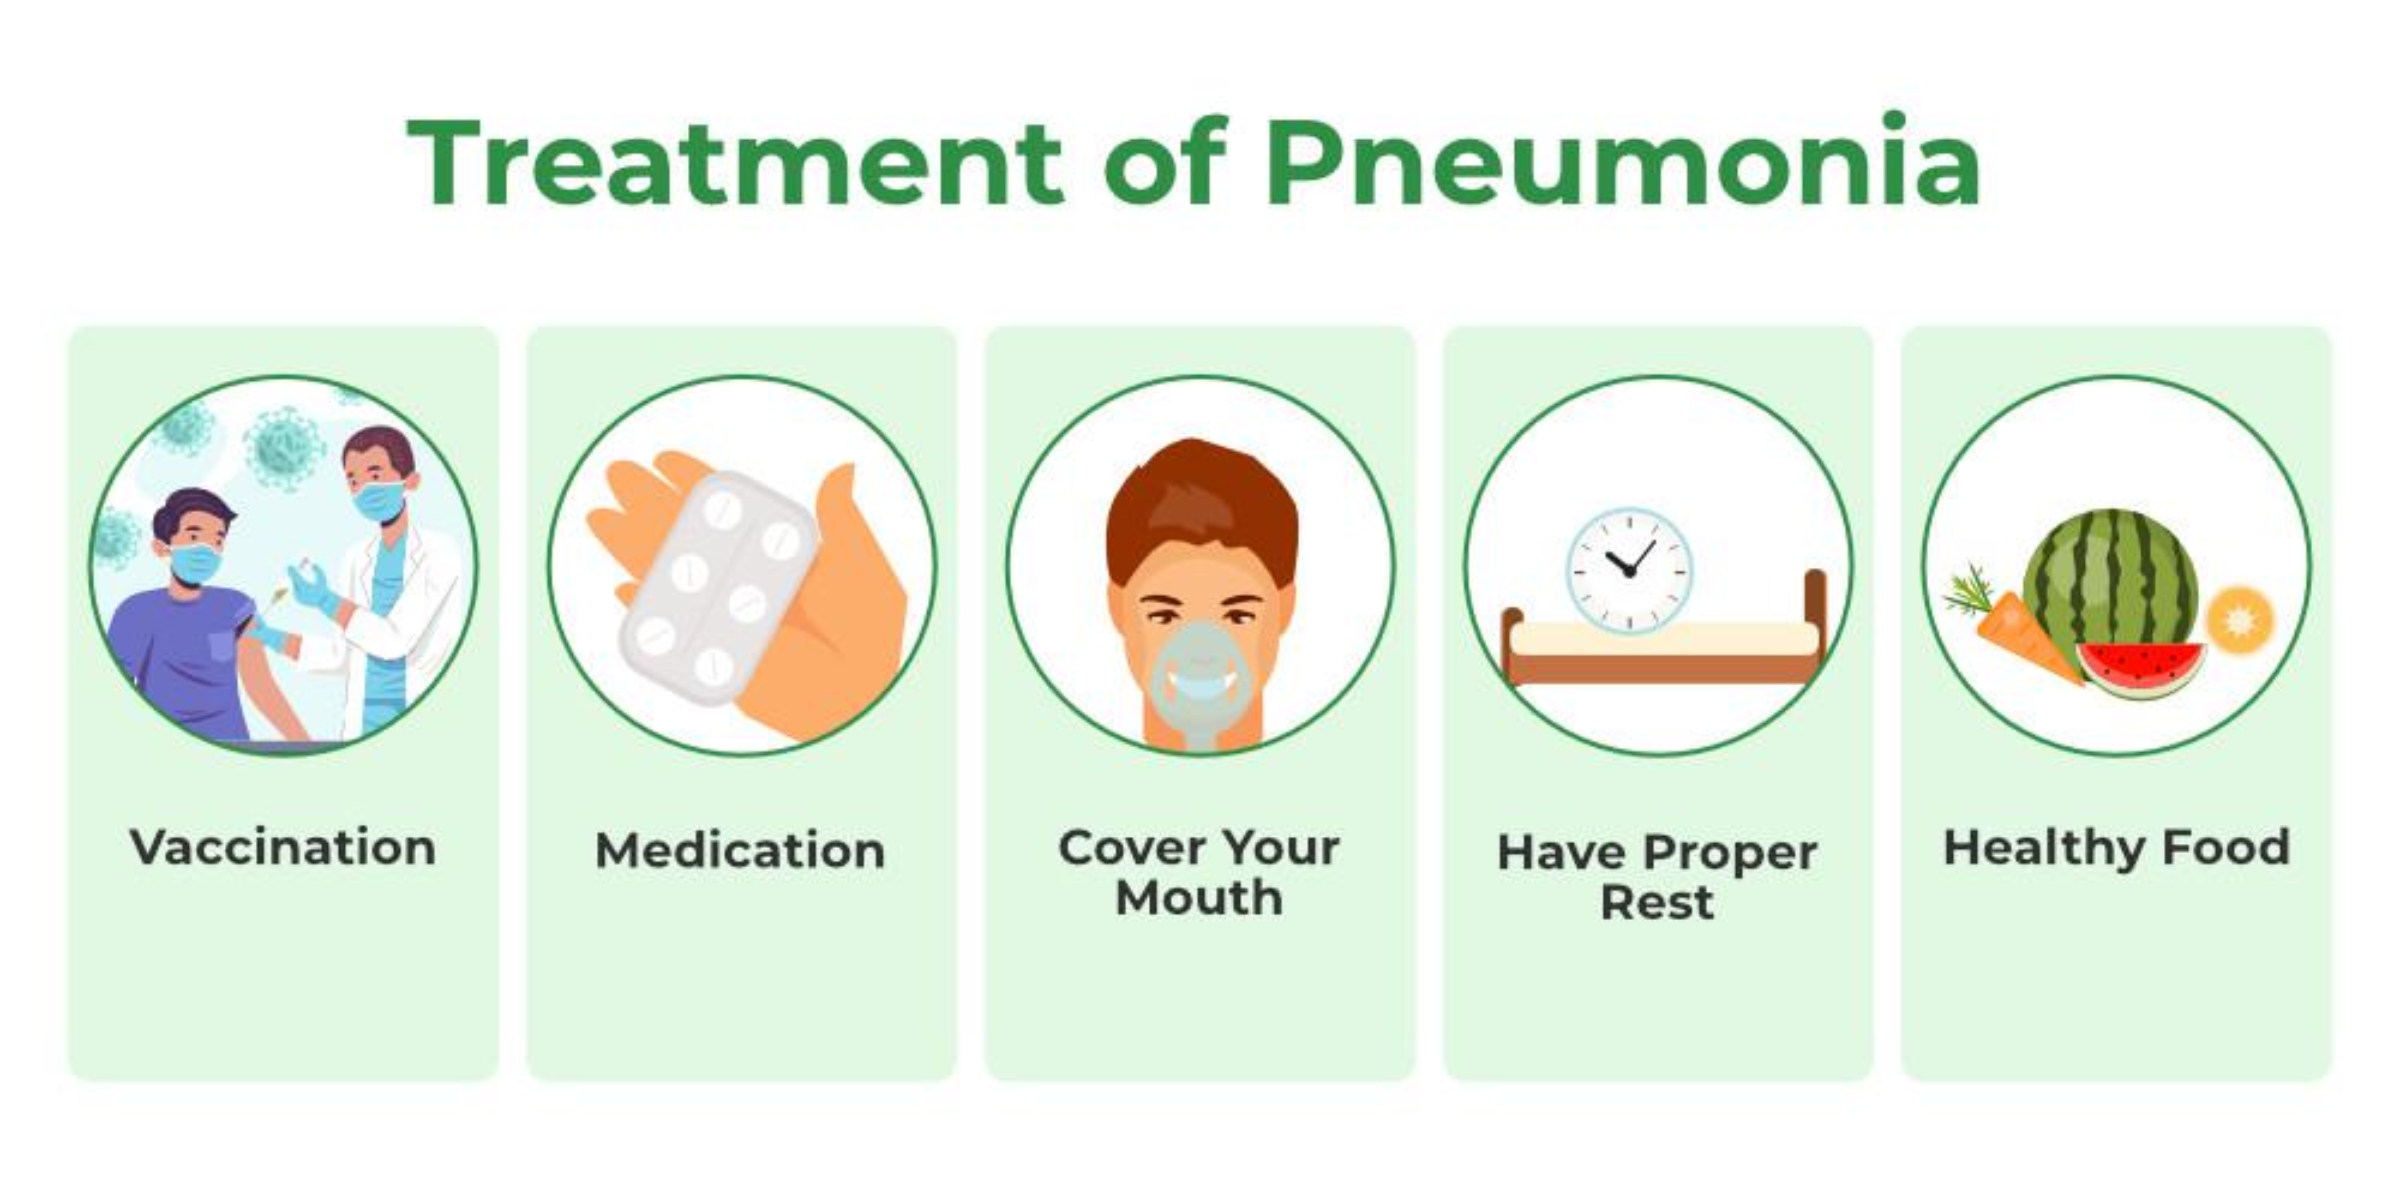 Treatment of Pneumonia
Vaccination
Medication
Cover Your
Mouth
Have Proper
Rest
Healthy Food